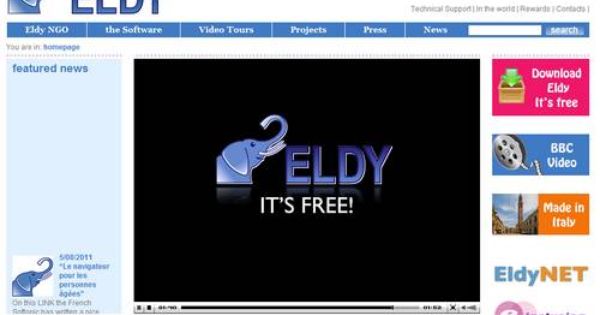 ELDY
Technical Support | In the world | Rewards | Contacts |
Eldy NGO the Software Video Tours Projects Press News search
You are in: homepage
featured news
Download
Eldy
It's free
BBC
Video
ELDY
IT'S FREE!
Made in
Italy
5/08/2011
"Le navigateur
pour les
personnes
âgées"
On this LINK the French
Softonic has written a nice
EldyNET
01:52